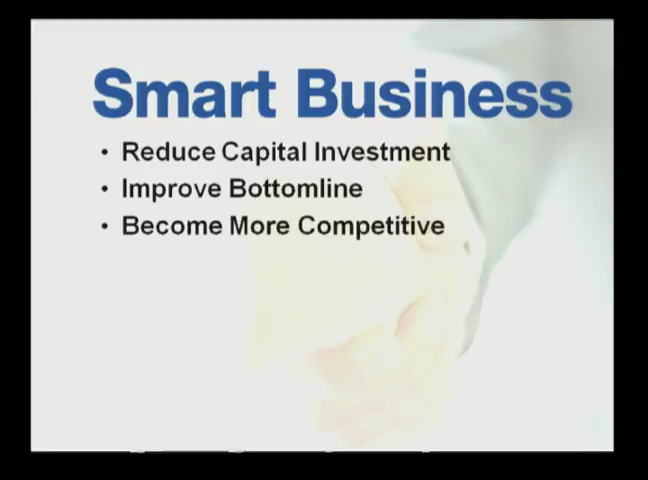 Smart Business
• Reduce Capital Investment
• Improve Bottomline
• Become More Competitive